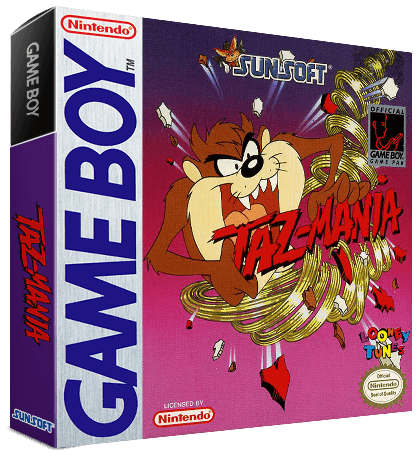 GAME BOY
TAZ-MANIA
SUNSOFT
Nintendo
GAME BOY
TM
SUNSOFT
OFFICIAL
GAME BOY
GAME PAK
TAZ-MANIA
LOONEY
TUNES
Official
Nintendo
Seal of Quality
LICENSED BY
Nintendo